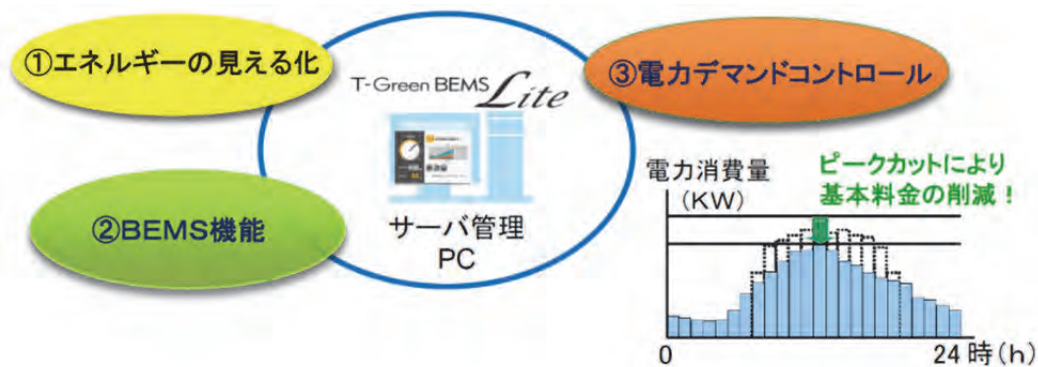 ①エネルギーの見える化
T-Green BEMS Lite
③電力デマンドコントロール
②BEMS機能
サーバ管理
PC
電力消費量
（KW）
ピークカットにより
基本料金の削減！
0
24 時（h）